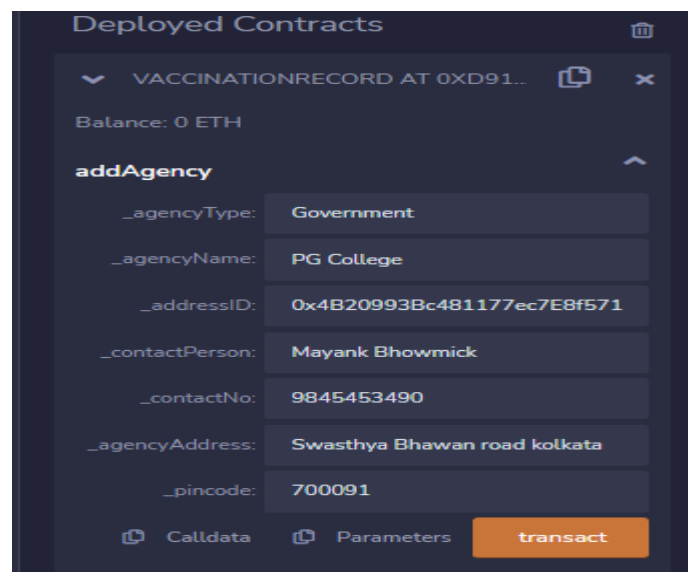 Deployed Contracts
VACCINATIONRECORD AT 0XD91...
Balance: 0 ETH
addAgency
_agencyType: Government
_agencyName: PG College
_addressID: 0x4B20993Bc481177ec7E8f571
_contactPerson: Mayank Bhowmick
_contactNo: 9845453490
_agencyAddress: Swasthya Bhawan road kolkata
_pincode: 700091
Calldata Parameters transact